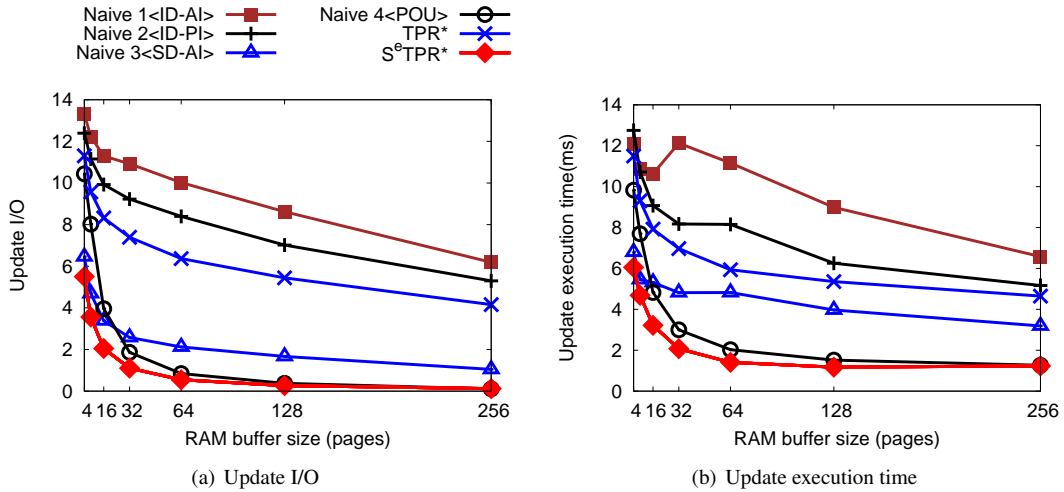 Naive 1<ID-AI>
Naive 2<ID-PI>
Naive 3<SD-AI>
Naive 4<POU>
TPR*
SᵉTPR*
14
12
10
8
6
4
2
0
Update I/O
4 16 32 64 128 256
RAM buffer size (pages)
(a) Update I/O
14
12
10
8
6
4
2
0
Update execution time(ms)
4 16 32 64 128 256
RAM buffer size (pages)
(b) Update execution time